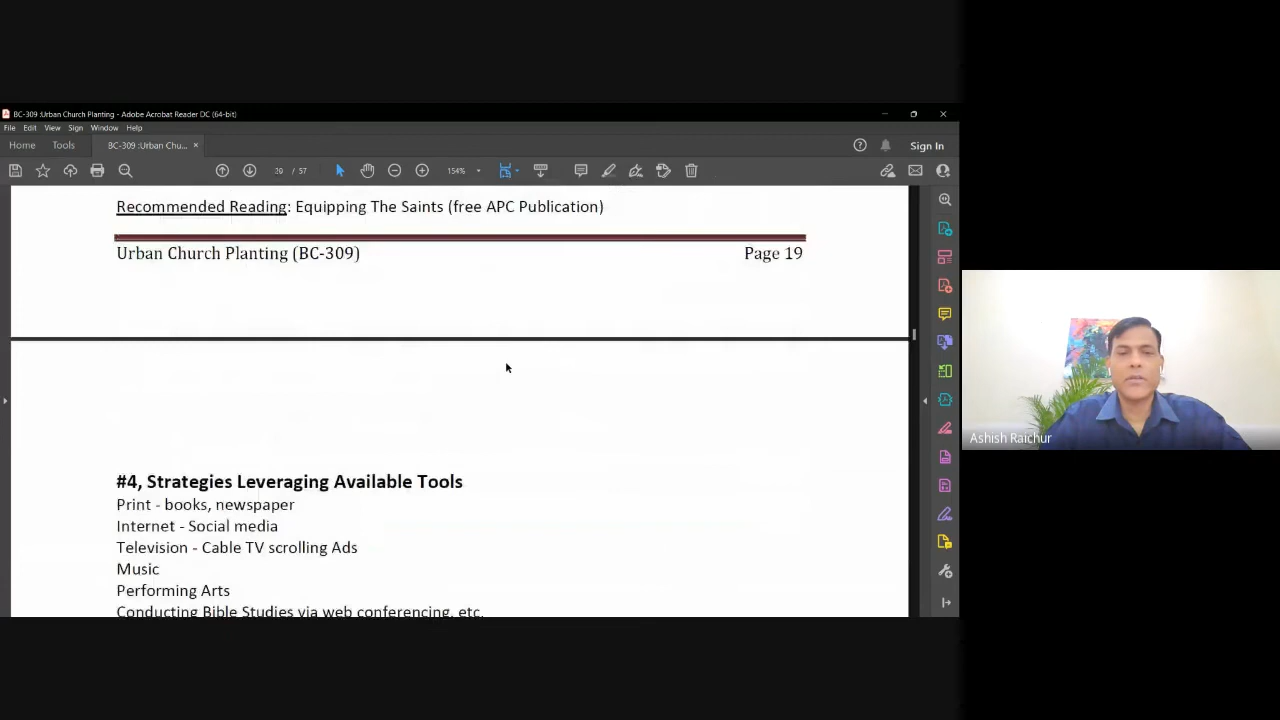 BC-309 :Urban Church Planting - Adobe Acrobat Reader DC (64-bit)
File Edit View Sign Window Help
Home Tools BC-309 :Urban Chu... × Sign In
20 / 57 154%
Recommended Reading: Equipping The Saints (free APC Publication)
Urban Church Planting (BC-309) Page 19
#4, Strategies Leveraging Available Tools
Print - books, newspaper
Internet - Social media
Television - Cable TV scrolling Ads
Music
Performing Arts
Conducting Bible Studies via web conferencing, etc.
Ashish Raichur